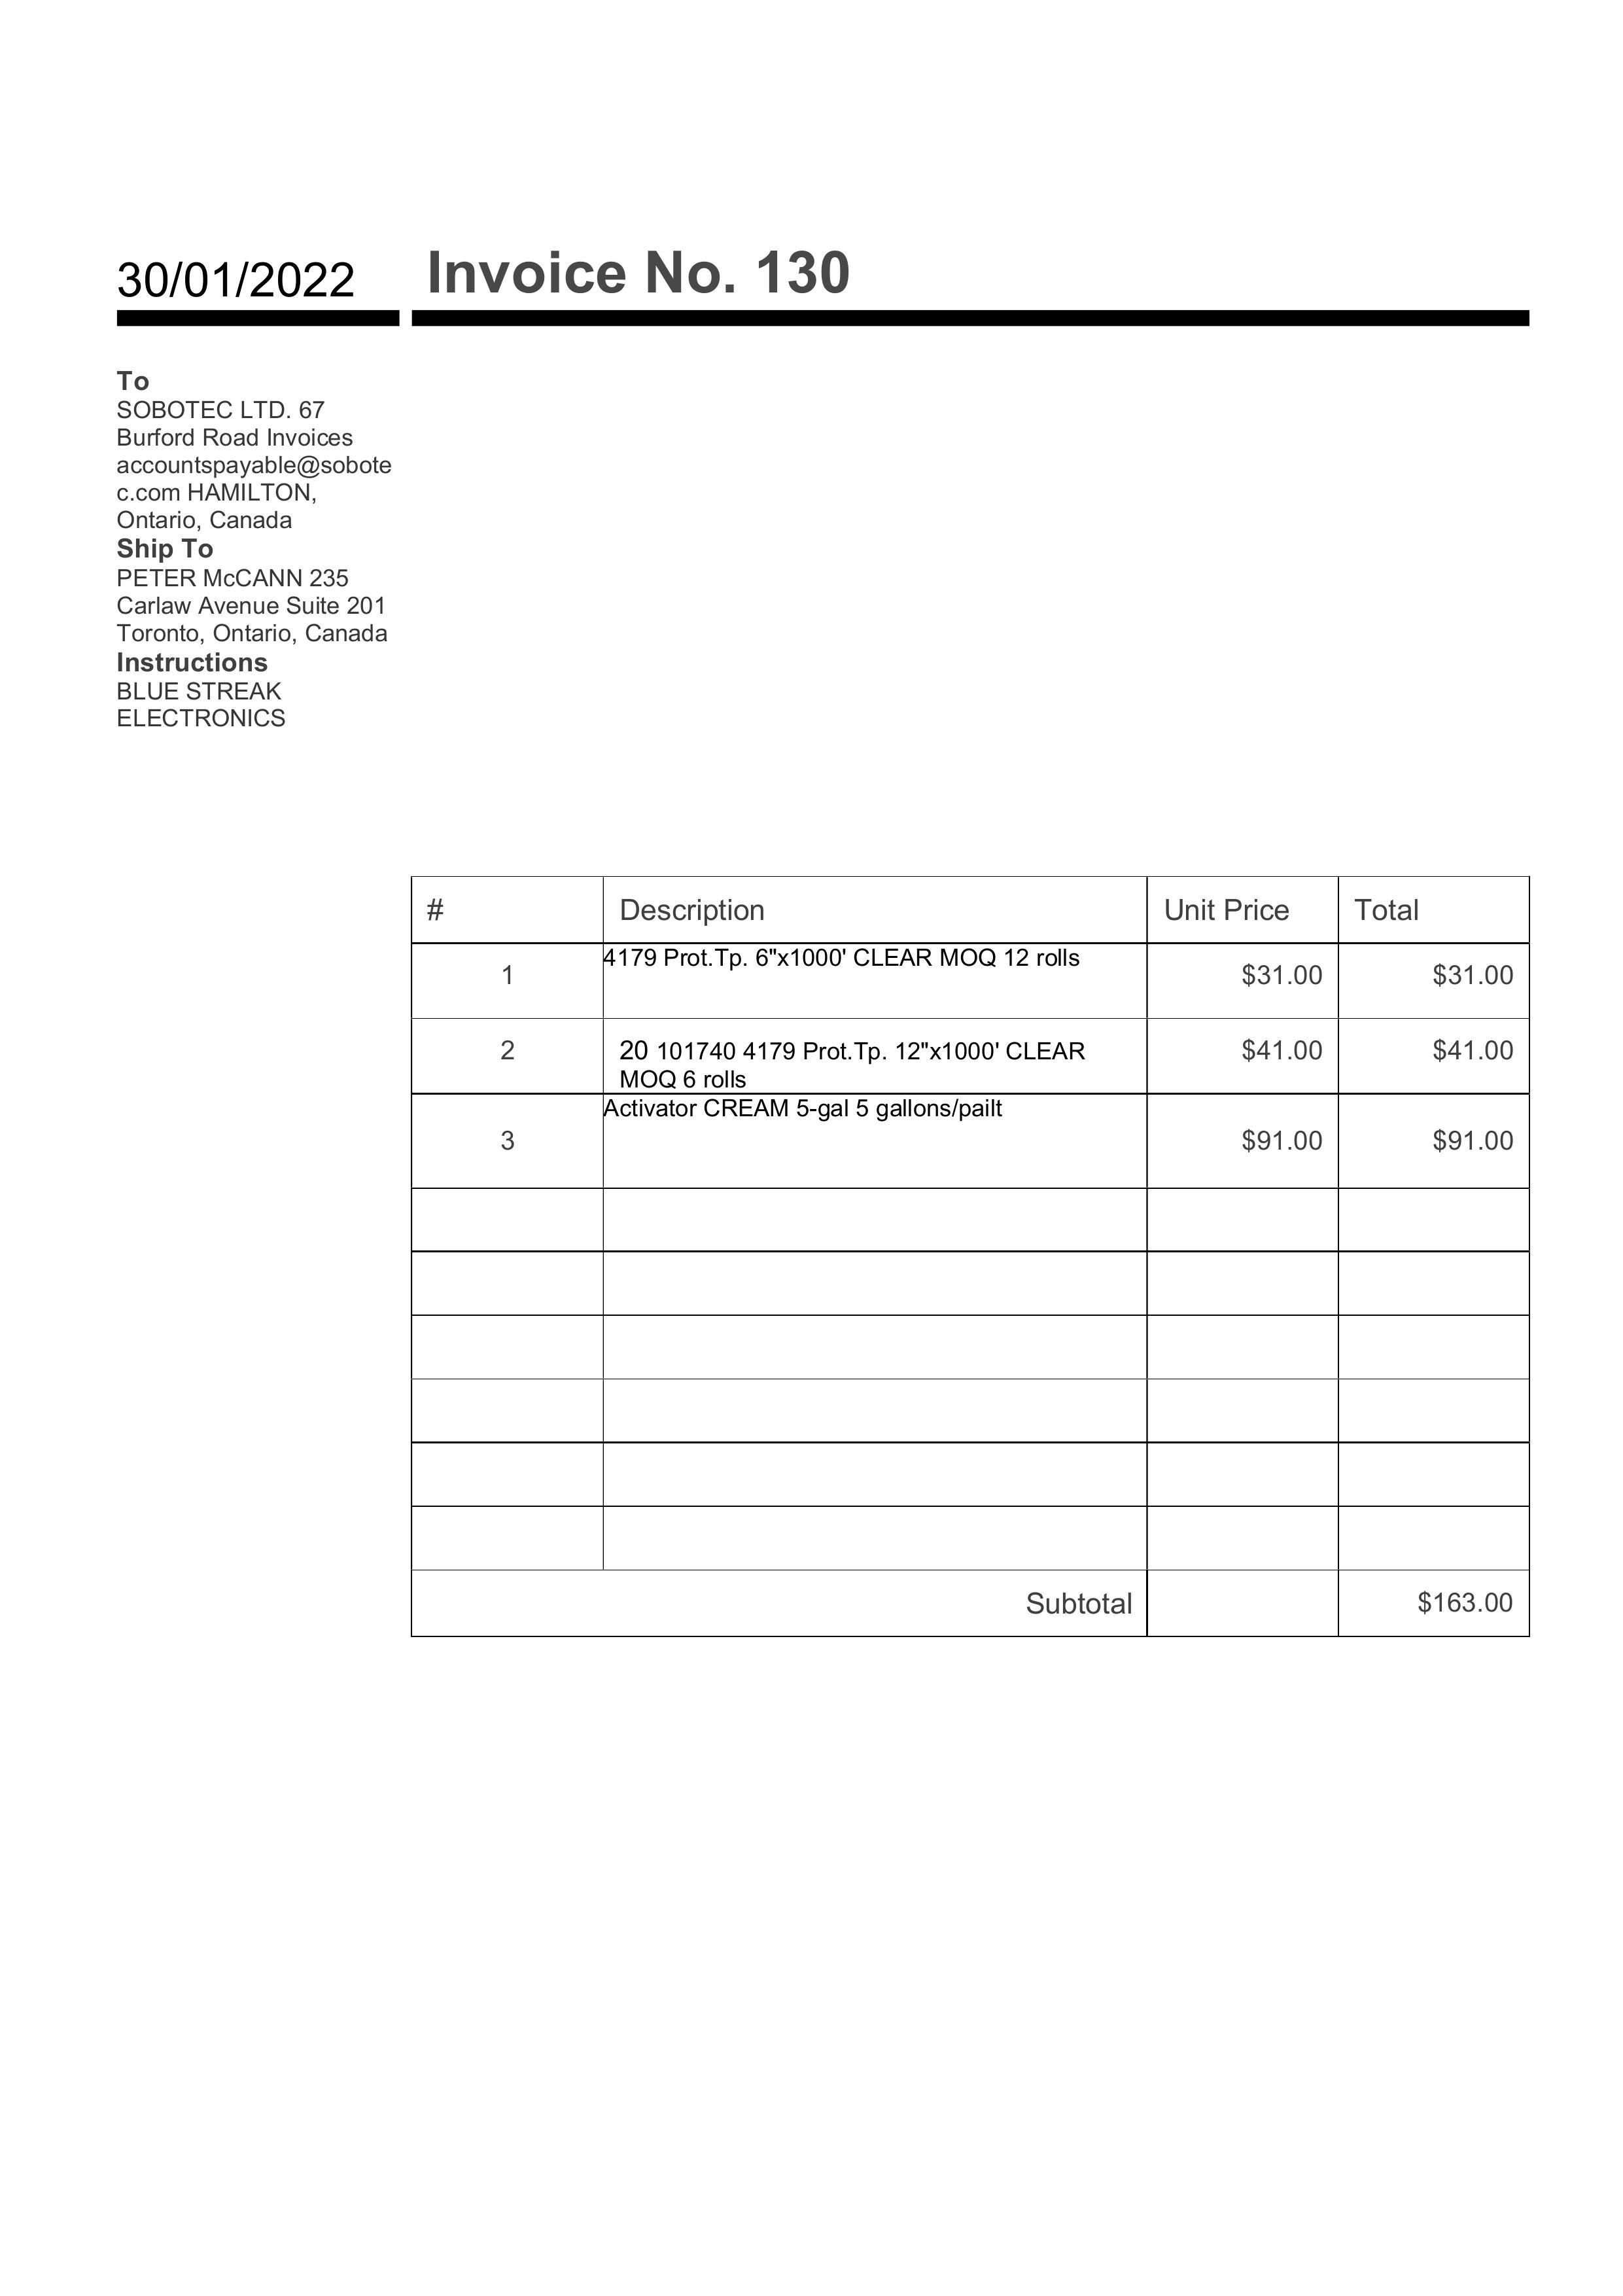 30/01/2022 Invoice No. 130
To
SOBOTEC LTD. 67
Burford Road Invoices
accountspayable@sobote
c.com HAMILTON,
Ontario, Canada
Ship To
PETER McCANN 235
Carlaw Avenue Suite 201
Toronto, Ontario, Canada
Instructions
BLUE STREAK
ELECTRONICS
# Description Unit Price Total
1 4179 Prot.Tp. 6"x1000' CLEAR MOQ 12 rolls $31.00 $31.00
2 20 101740 4179 Prot.Tp. 12"x1000' CLEAR $41.00 $41.00
MOQ 6 rolls
Activator CREAM 5-gal 5 gallons/pailt
3 $91.00 $91.00
Subtotal $163.00